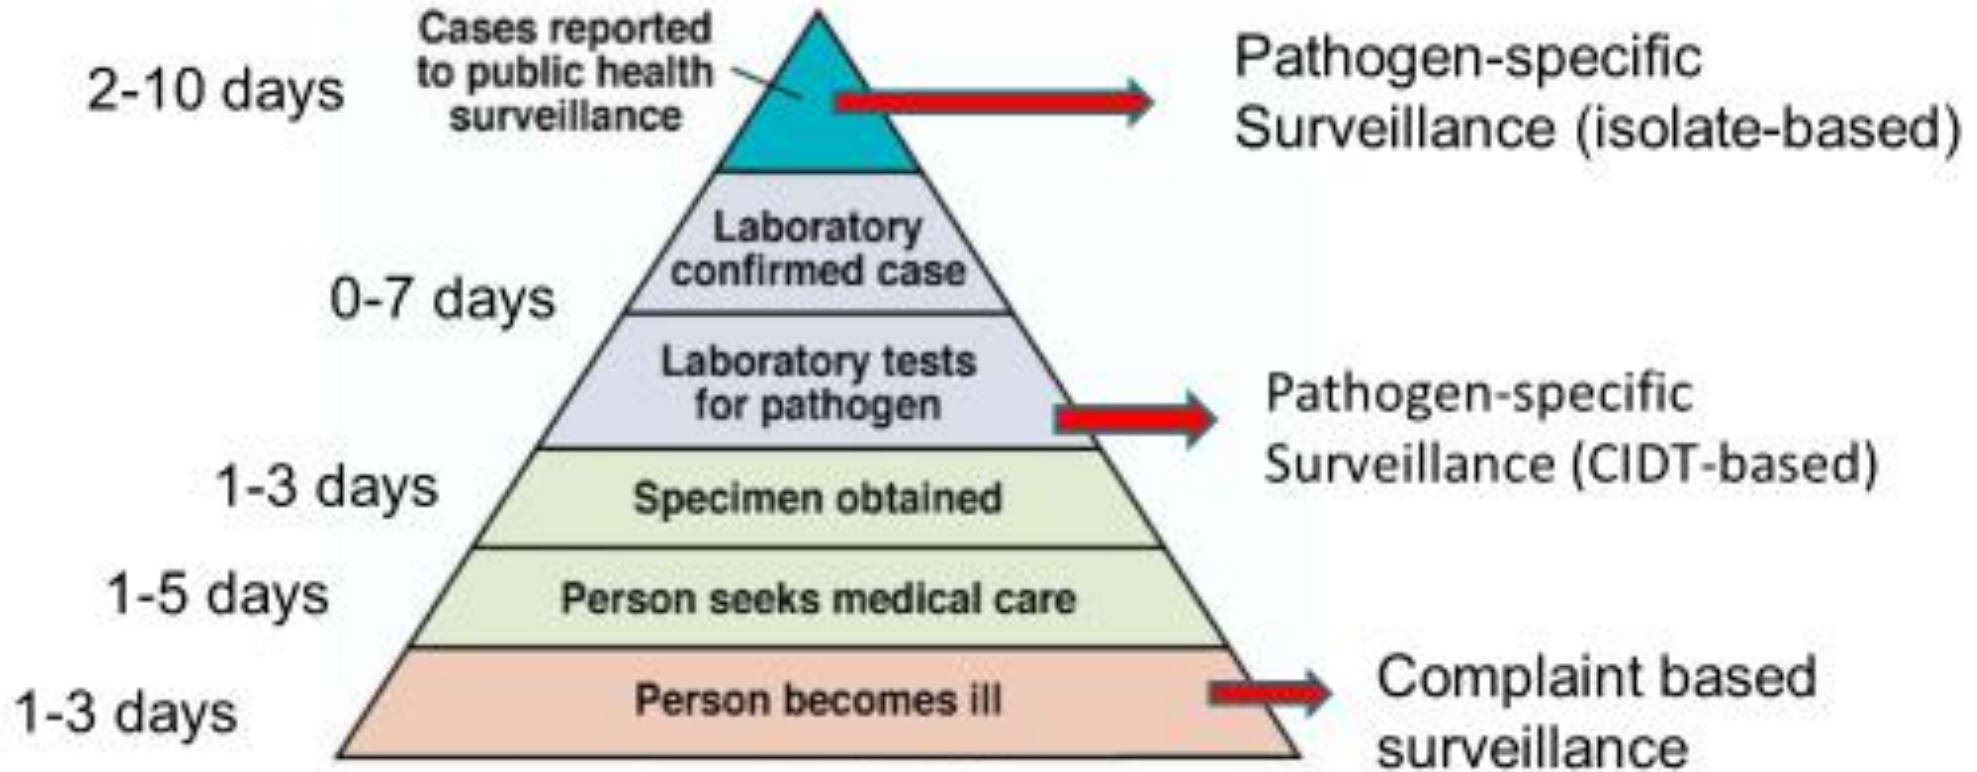 Cases reported
to public health
surveillance
2-10 days
Pathogen-specific
Surveillance (isolate-based)
Laboratory
confirmed case
0-7 days
Laboratory tests
for pathogen
Pathogen-specific
Surveillance (CIDT-based)
1-3 days
Specimen obtained
1-5 days
Person seeks medical care
1-3 days
Person becomes ill
Complaint based
surveillance